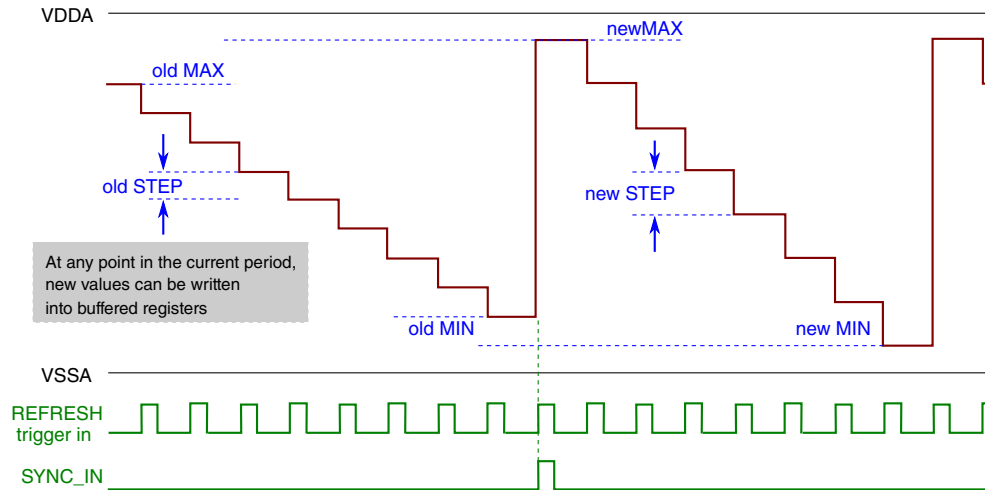 VDDA
newMAX
old MAX
old STEP
new STEP
At any point in the current period,
new values can be written
into buffered registers
old MIN
new MIN
VSSA
REFRESH
trigger in
SYNC_IN